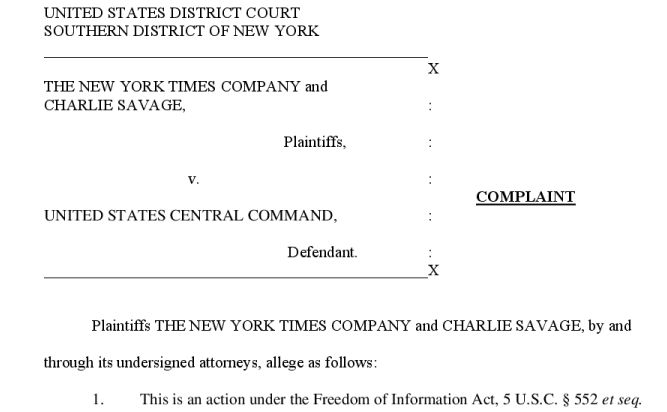 UNITED STATES DISTRICT COURT
SOUTHERN DISTRICT OF NEW YORK
X
THE NEW YORK TIMES COMPANY and
CHARLIE SAVAGE, :
Plaintiffs, :
v. :
COMPLAINT
UNITED STATES CENTRAL COMMAND, :
Defendant. :
X
Plaintiffs THE NEW YORK TIMES COMPANY and CHARLIE SAVAGE, by and
through its undersigned attorneys, allege as follows:
1. This is an action under the Freedom of Information Act, 5 U.S.C. § 552 et seq.